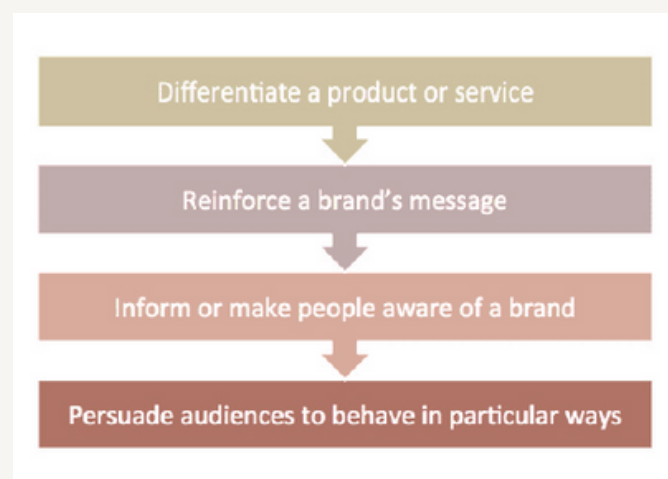 Differentiate a product or service
Reinforce a brand's message
Inform or make people aware of a brand
Persuade audiences to behave in particular ways